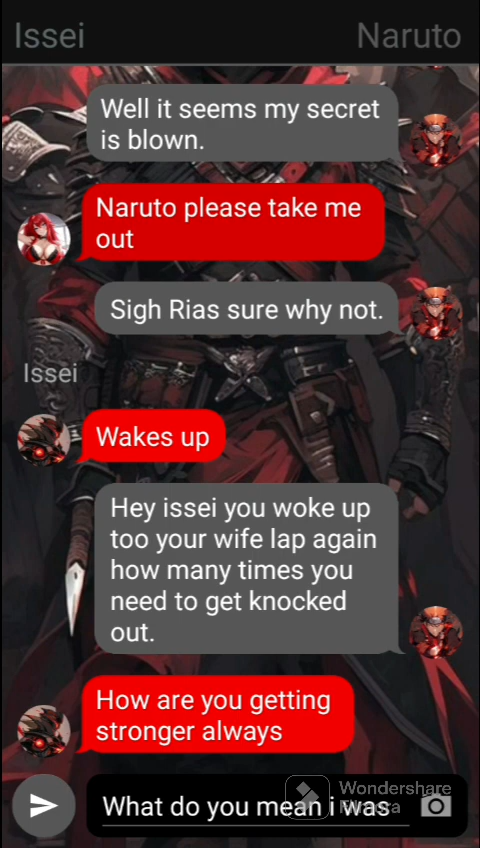 Issei
Naruto
Well it seems my secret
is blown.
Naruto please take me
out
Sigh Rias sure why not.
Issei
Wakes up
Hey issei you woke up
too your wife lap again
how many times you
need to get knocked
out.
How are you getting
stronger always
What do you mean i was
Wondershare
Filmora